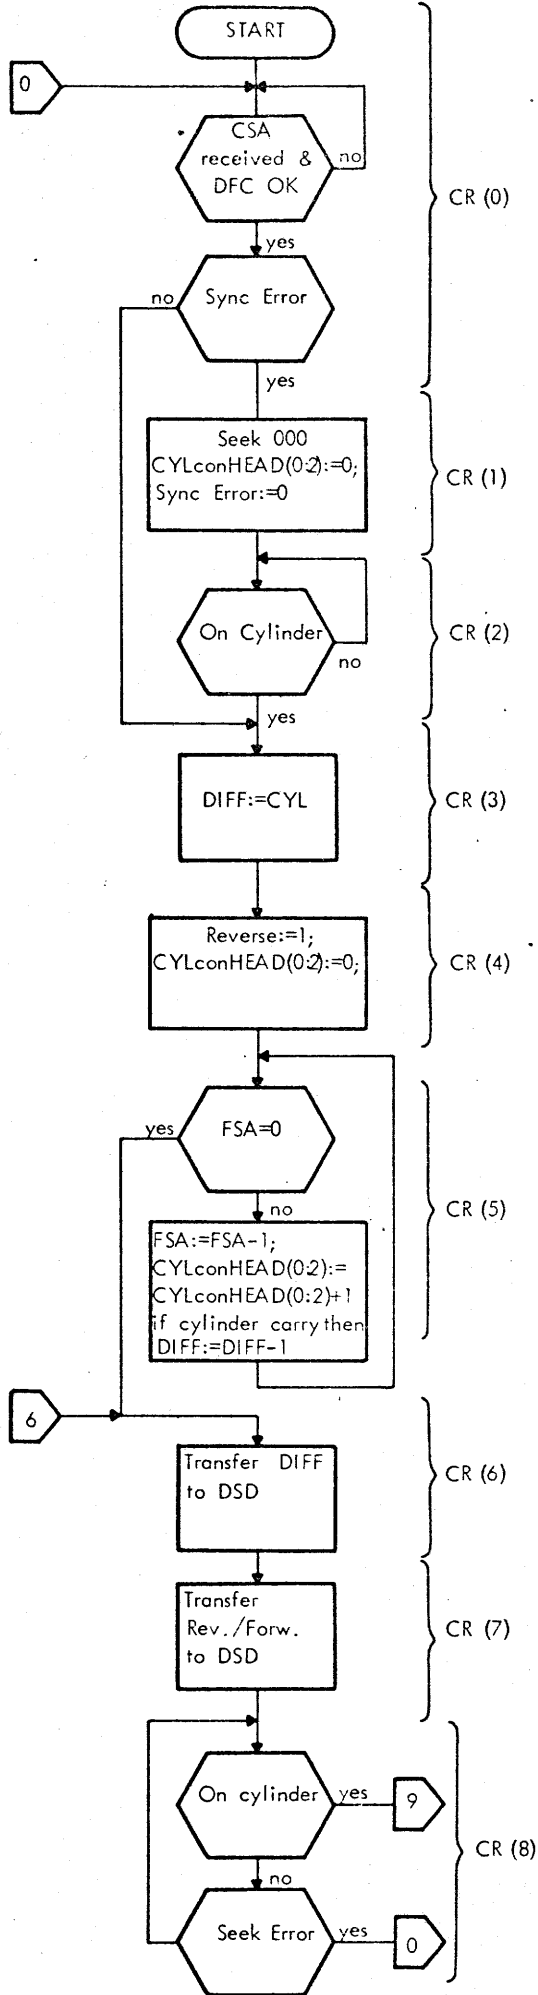 START
0
CSA
received &
DFC OK
no
CR (0)
yes
no
Sync Error
yes
Seek 000
CYLconHEAD(0:2):=0;
Sync Error:=0
CR (1)
On Cylinder
no
CR (2)
yes
DIFF:=CYL
CR (3)
Reverse:=1;
CYLconHEAD(0:2):=0;
CR (4)
yes
FSA=0
no
CR (5)
FSA:=FSA-1;
CYLconHEAD(0:2):=
CYLconHEAD(0:2)+1
if cylinder carry then
DIFF:=DIFF-1
6
Transfer DIFF
to DSD
CR (6)
Transfer
Rev./Forw.
to DSD
CR (7)
On cylinder
yes
9
CR (8)
no
Seek Error
yes
0